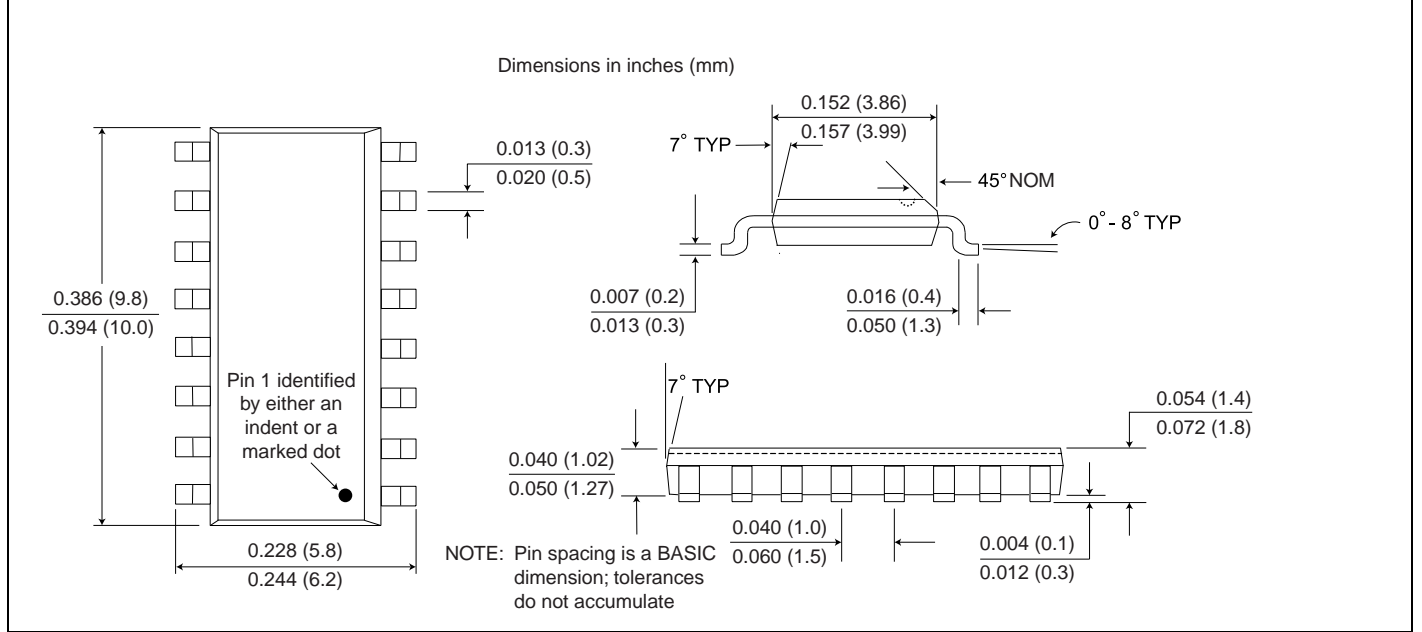 Dimensions in inches (mm)
0.386 (9.8)
0.394 (10.0)
0.013 (0.3)
0.020 (0.5)
Pin 1 identified
by either an
indent or a
marked dot
0.228 (5.8)
0.244 (6.2)
0.152 (3.86)
0.157 (3.99)
7° TYP
45° NOM
0° - 8° TYP
0.007 (0.2)
0.013 (0.3)
0.016 (0.4)
0.050 (1.3)
7° TYP
0.054 (1.4)
0.072 (1.8)
0.040 (1.02)
0.050 (1.27)
0.040 (1.0)
0.060 (1.5)
0.004 (0.1)
0.012 (0.3)
NOTE: Pin spacing is a BASIC
dimension; tolerances
do not accumulate